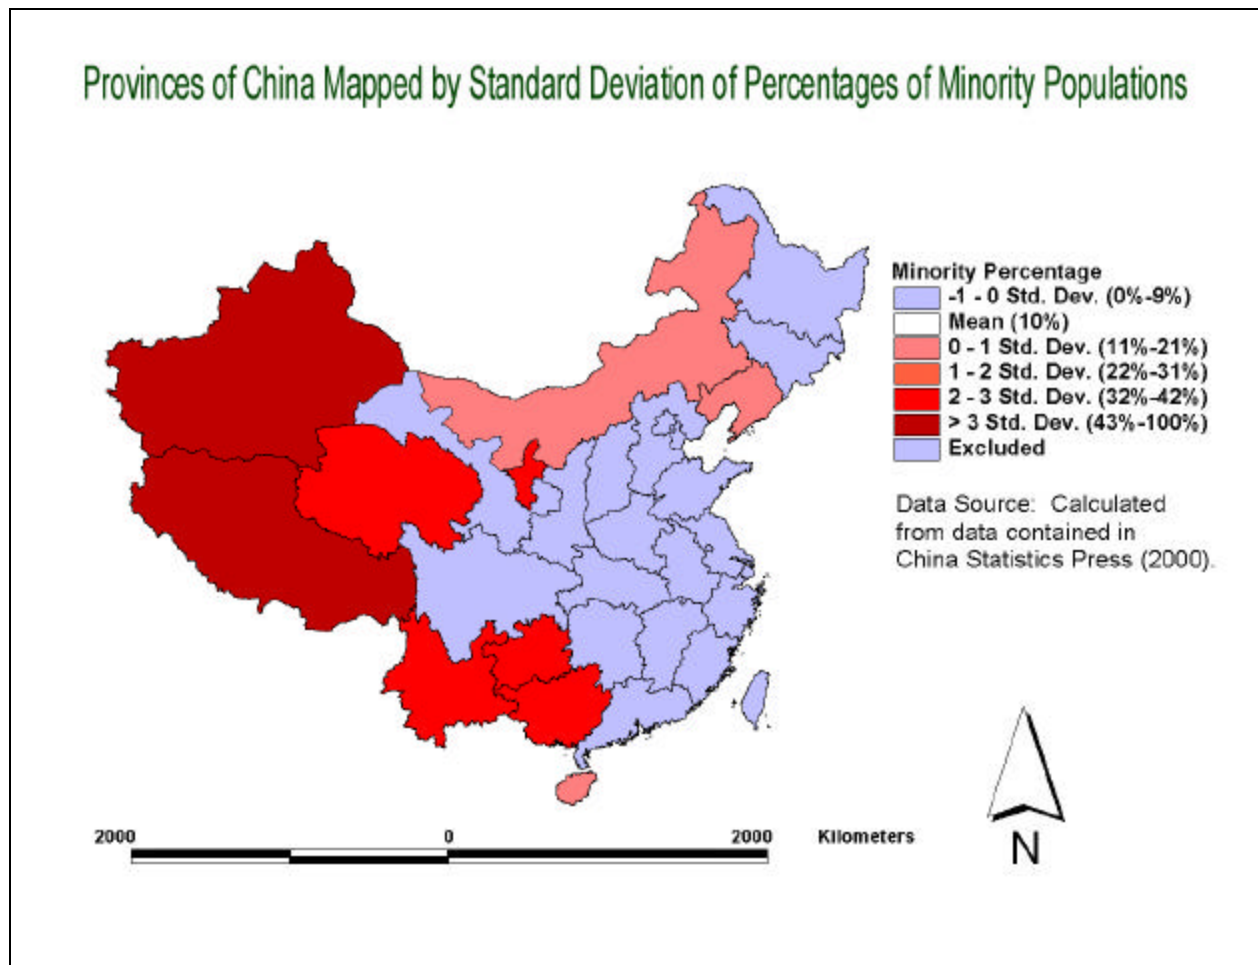 Provinces of China Mapped by Standard Deviation of Percentages of Minority Populations
Minority Percentage
-1 - 0 Std. Dev. (0%-9%)
Mean (10%)
0 - 1 Std. Dev. (11%-21%)
1 - 2 Std. Dev. (22%-31%)
2 - 3 Std. Dev. (32%-42%)
> 3 Std. Dev. (43%-100%)
Excluded
Data Source: Calculated
from data contained in
China Statistics Press (2000).
2000 0 2000 Kilometers
N